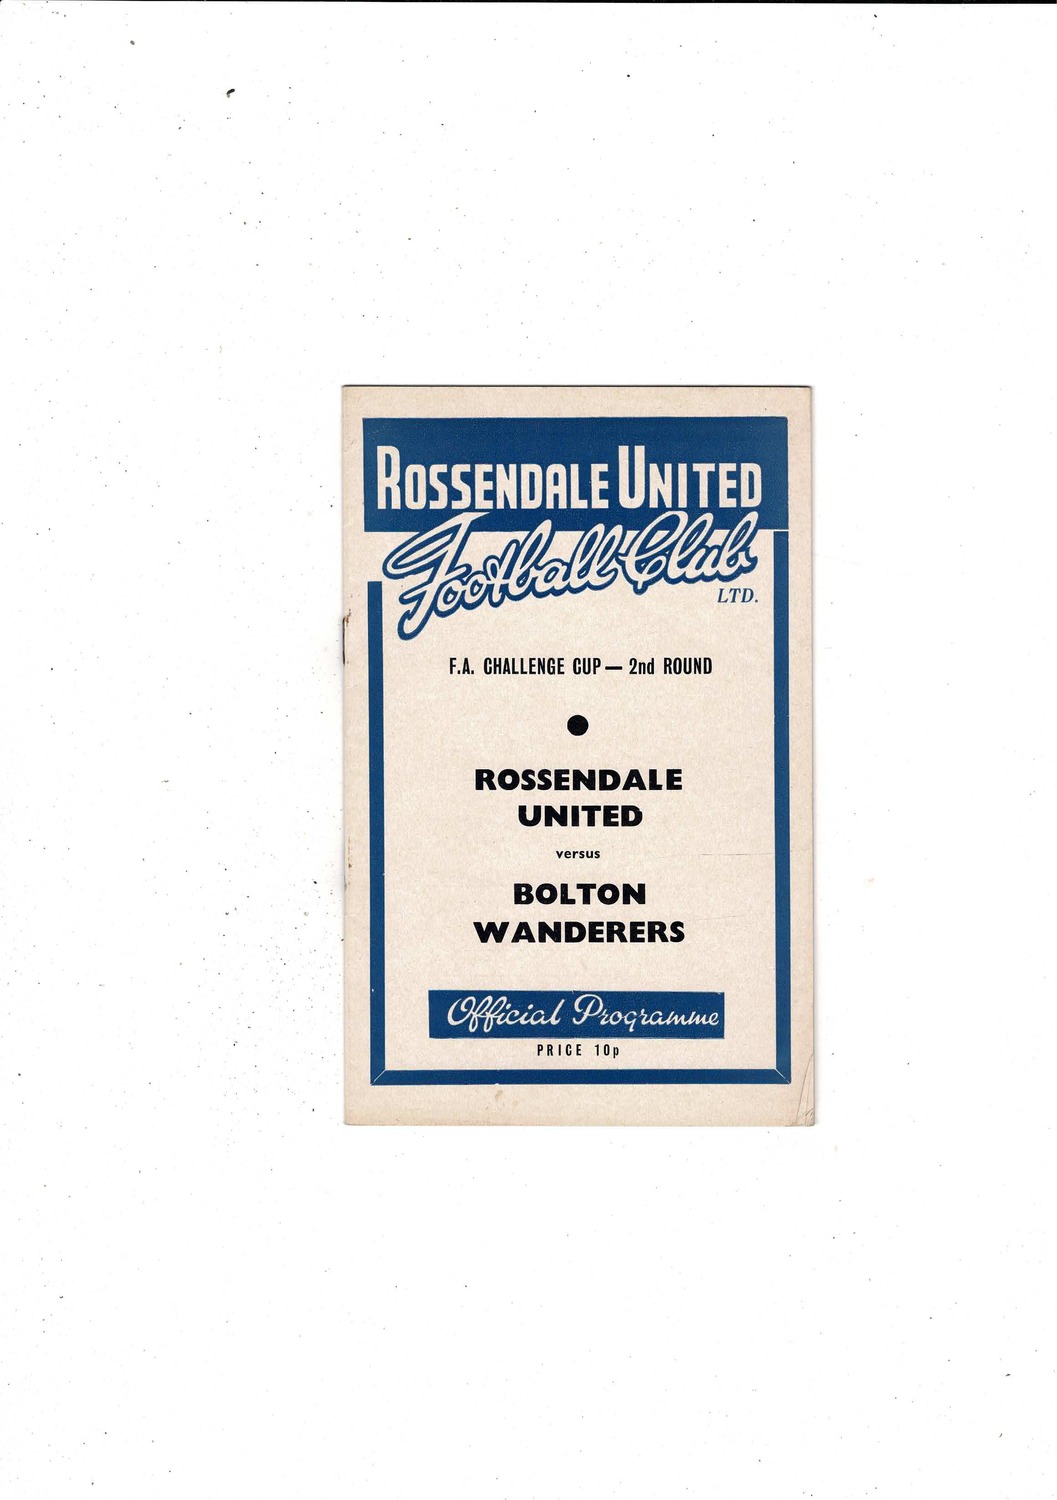 ROSSENDALE UNITED
Football Club
LTD.
F.A. CHALLENGE CUP — 2nd ROUND
ROSSENDALE
UNITED
versus
BOLTON
WANDERERS
Official Programme
PRICE 10p